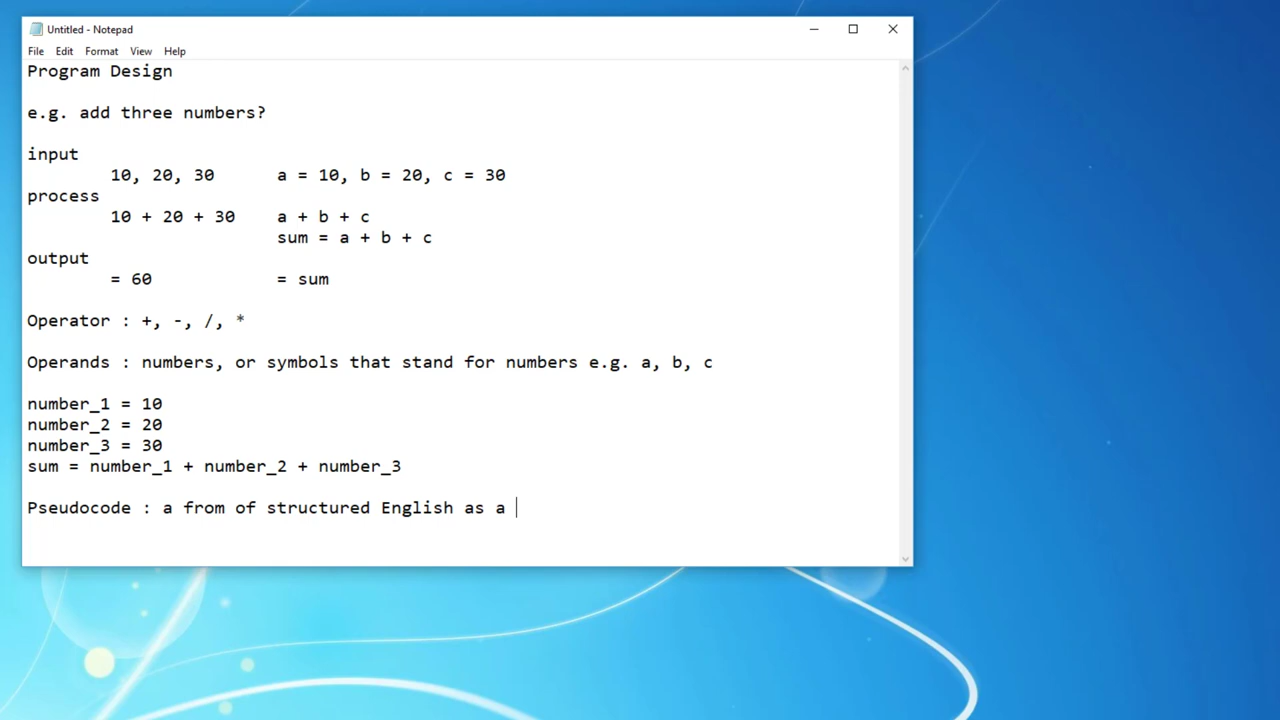 Untitled - Notepad
File Edit Format View Help
Program Design
e.g. add three numbers?
input
10, 20, 30 a = 10, b = 20, c = 30
process
10 + 20 + 30 a + b + c
sum = a + b + c
output
= 60 = sum
Operator : +, -, /, *
Operands : numbers, or symbols that stand for numbers e.g. a, b, c
number_1 = 10
number_2 = 20
number_3 = 30
sum = number_1 + number_2 + number_3
Pseudocode : a from of structured English as a